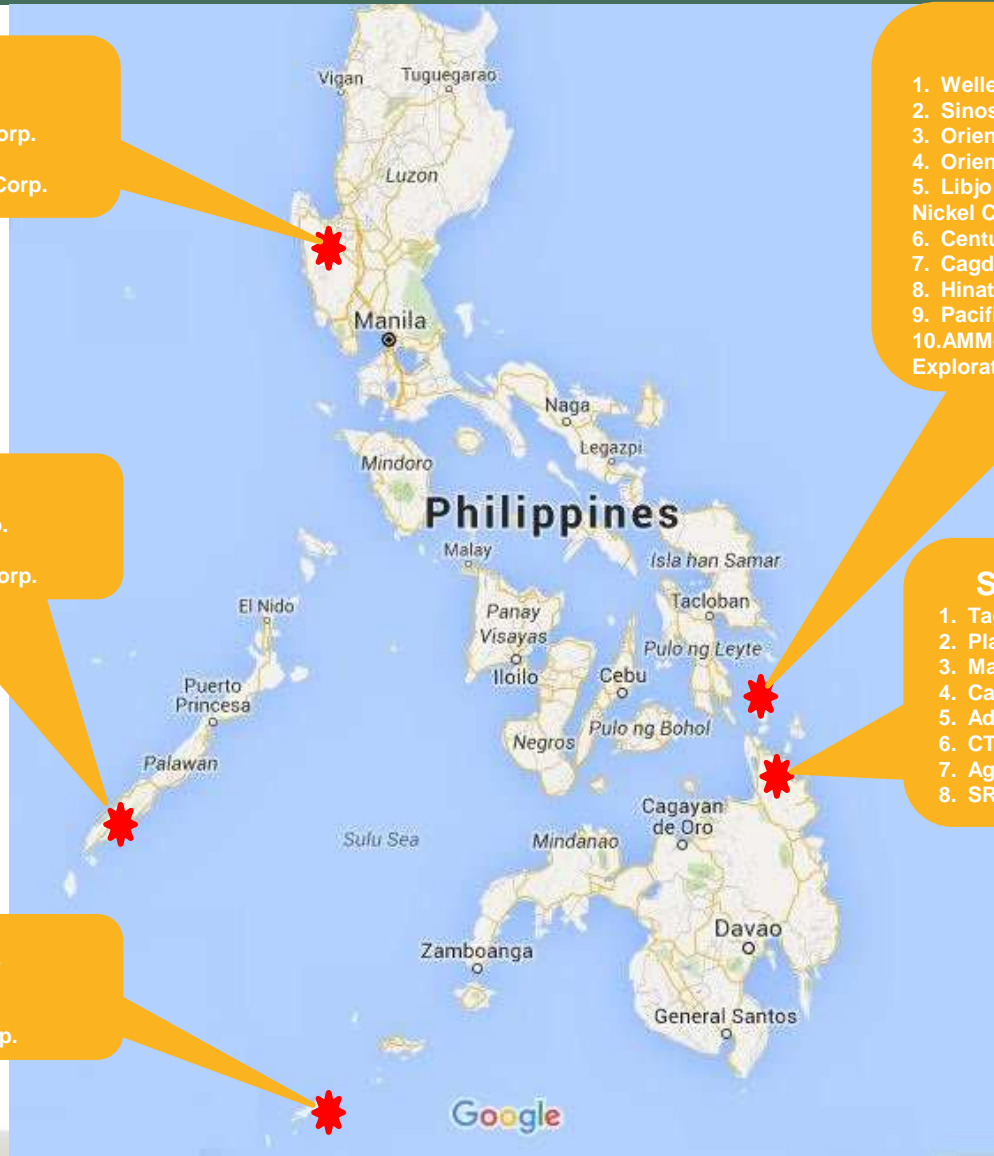 orp.
Corp.
1. Welle
2. Sinos
3. Orien
4. Orien
5. Libjo
Nickel C
6. Centu
7. Cagd
8. Hinat
9. Pacif
10.AMM
Explorat
Vigan
Tuguegarao
Luzon
Manila
Naga
Legazpi
Mindoro
Philippines
Malay
Isla han Samar
Tacloban
Panay
Visayas
Iloilo
Pulo ng Leyte
Cebu
Negros
Pulo ng Bohol
El Nido
Puerto
Princesa
Palawan
Sulu Sea
Cagayan
de Oro
Mindanao
Davao
Zamboanga
General Santos
Google
orp.
S
1. Ta
2. Pla
3. Ma
4. Ca
5. Ad
6. CT
7. Ag
8. SR
p.